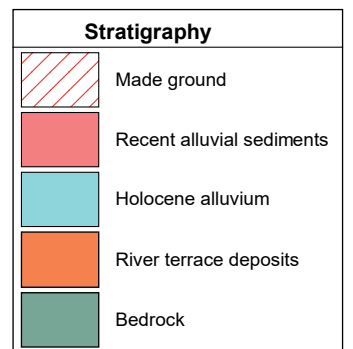 Stratigraphy
Made ground
Recent alluvial sediments
Holocene alluvium
River terrace deposits
Bedrock